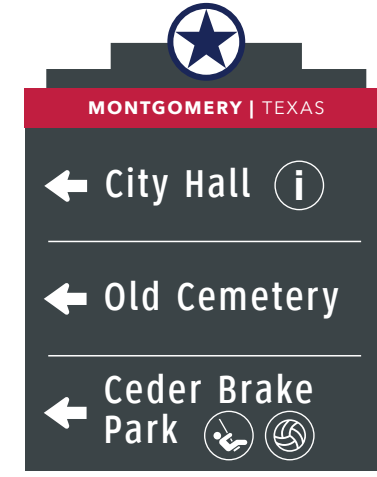 MONTGOMERY | TEXAS
City Hall i
Old Cemetery
Ceder Brake
Park